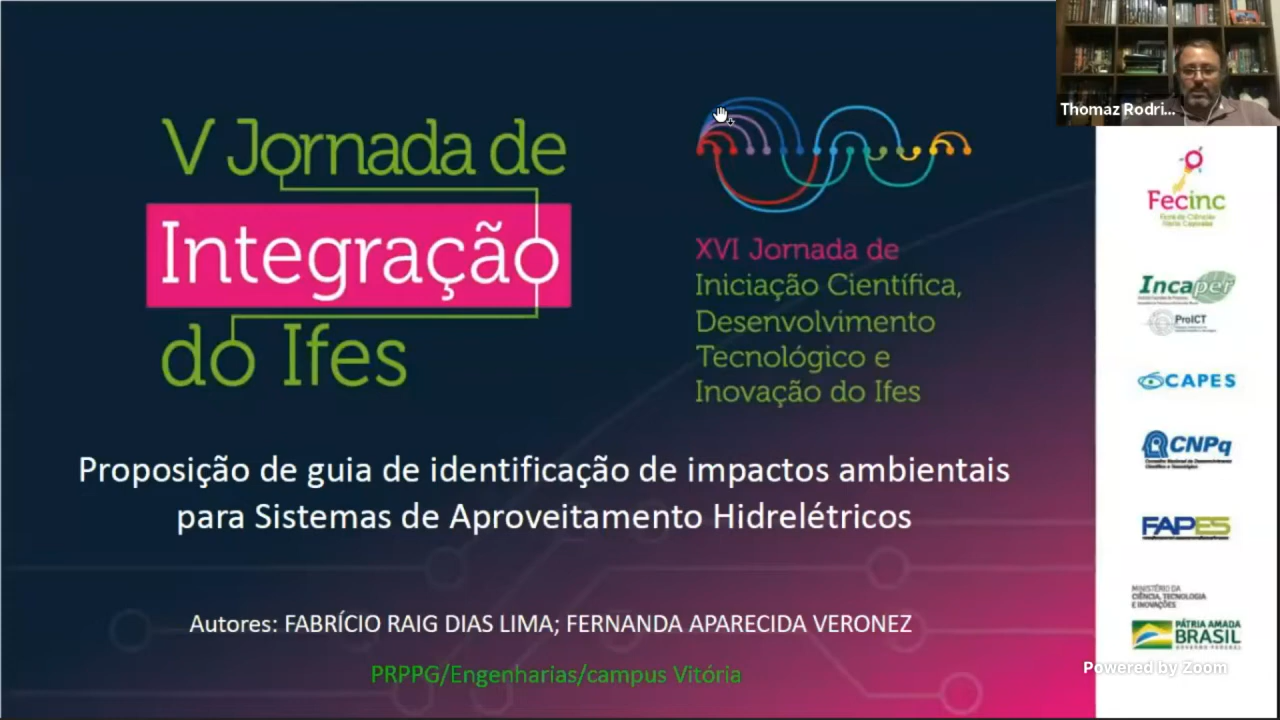 V Jornada de
Integração
do Ifes
XVI Jornada de
Iniciação Científica,
Desenvolvimento
Tecnológico e
Inovação do Ifes
Proposição de guia de identificação de impactos ambientais
para Sistemas de Aproveitamento Hidrelétricos
Autores: FABRÍCIO RAIG DIAS LIMA; FERNANDA APARECIDA VERONEZ
PRPPG/Engenharias/campus Vitória
Thomaz Rodri...
Fecinc
Incaper
ProICT
CAPES
CNPq
FAPES
MINISTÉRIO DA
CIÊNCIA, TECNOLOGIA
E INOVAÇÕES
PÁTRIA AMADA
BRASIL
GOVERNO FEDERAL
Powered by Zoom